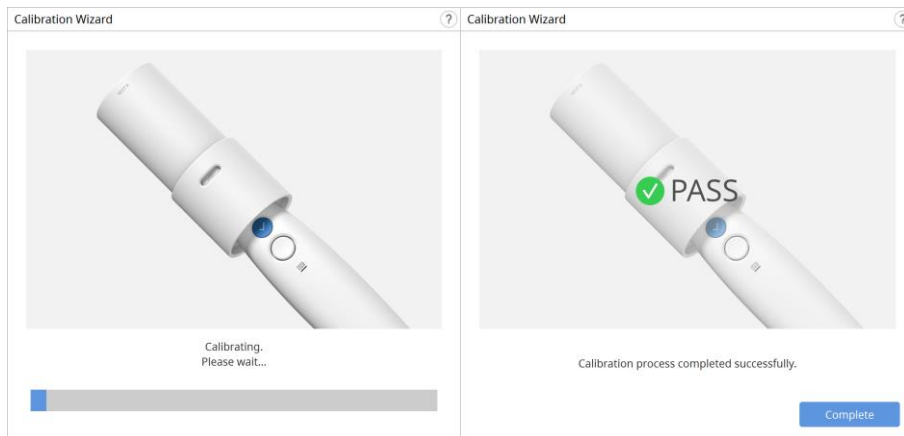 Calibration Wizard
?
Calibrating.
Please wait...
Calibration Wizard
?
PASS
Calibration process completed successfully.
Complete